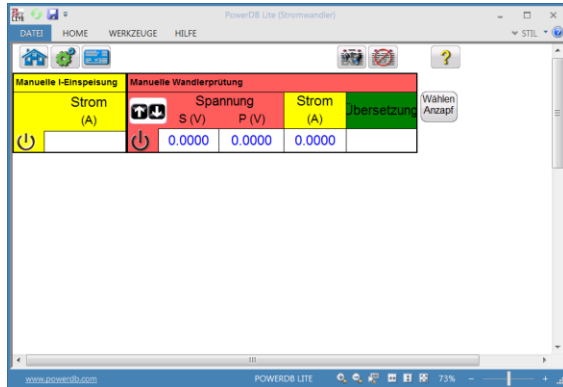 PowerDB Lite (Stromwandler)
DATEI HOME WERKZEUGE HILFE STIL
?
Manuelle I-Einspeisung Manuelle Wandlerprütung
Strom
(A)
Spannung
S (V) P (V)
Strom
(A)
Übersetzung
Wählen
Anzapf
0.0000 0.0000 0.0000
www.powerdb.com POWERDB LITE 73%